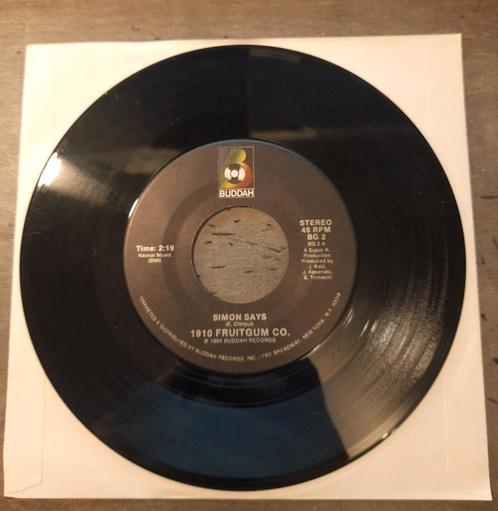 BUDDAH
Time: 2:19
Kaskat Music
(BMI)
STEREO
45 RPM
BG 2
BG 2 A
A Super K.
Production
Produced by
J. Katz,
J. Kasenetz,
SIMON SAYS
(E. Chiprut)
1910 FRUITGUM CO.
℗ 1984 BUDDAH RECORDS
MARKETED & DISTRIBUTED BY BUDDAH RECORDS, INC., 1790 BROADWAY, NEW YORK, N.Y. 10019